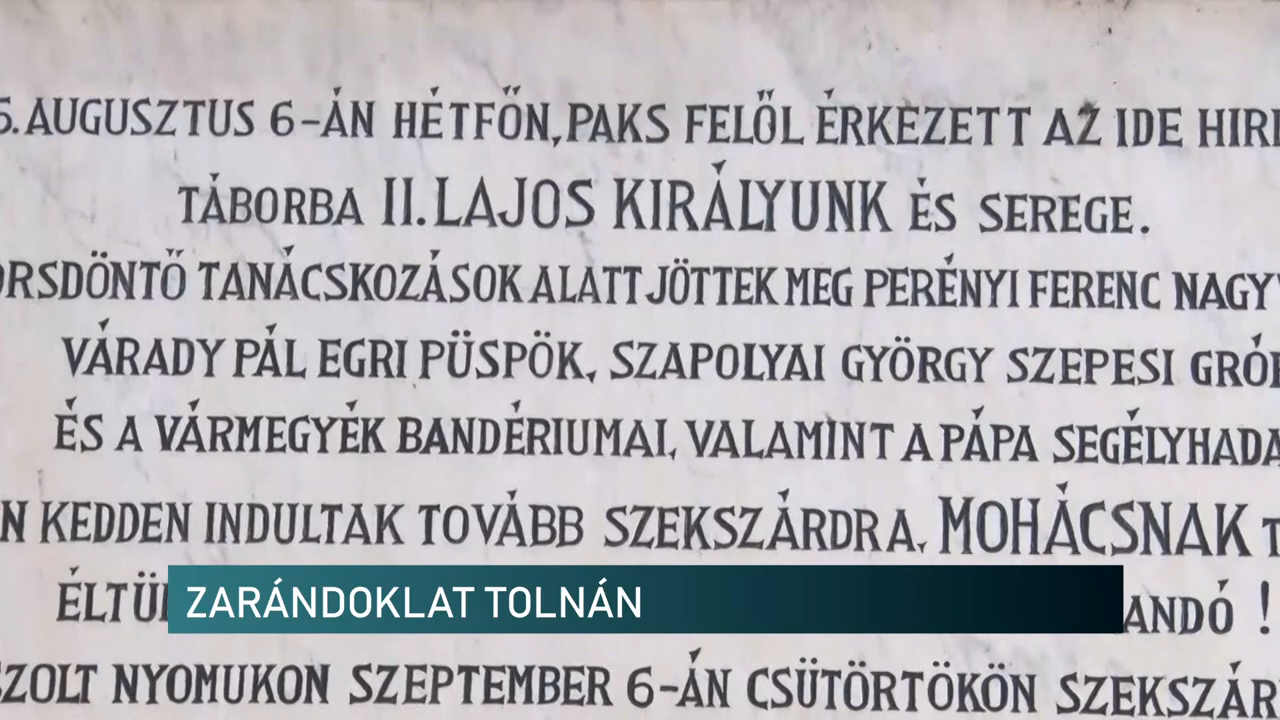 AUGUSZTUS 6-ÁN HÉTFŐN, PAKS FELŐL ÉRKEZETT AZ IDE
TÁBORBA II. LAJOS KIRÁLYUNK ÉS SEREGE.
TANÁCSKOZÁSOK ALATT JÖTTEK MEG PERÉNYI FERENC
VÁRADY PÁL EGRI PÜSPÖK, SZAPOLYAI GYÖRGY SZEPESI
ÉS A VÁRMEGYÉK BANDÉRIUMAI, VALAMINT A PÁPA
KEDDEN INDULTAK TOVÁBB SZEKSZÁRDRA, MOHÁCSNAK
ZARÁNDOKLAT TOLNÁN
NYOMUKON SZEPTEMBER 6-ÁN CSÜTÖRTÖKÖN